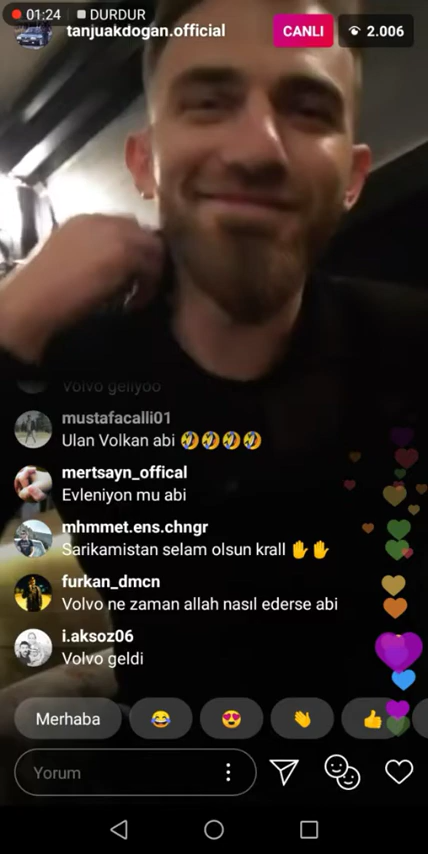 01:24 DURDUR
tanjuakdogan.official CANLI 2.006
Volvo geliyoo
mustafacalli01
Ulan Volkan abi 🤣🤣🤣🤣
mertsayn_offical
Evleniyon mu abi
mhmmet.ens.chngr
Sarikamistan selam olsun krall ✋✋
furkan_dmcn
Volvo ne zaman allah nasıl ederse abi
i.aksoz06
Volvo geldi
Merhaba 😂 😍 👏 👍
Yorum